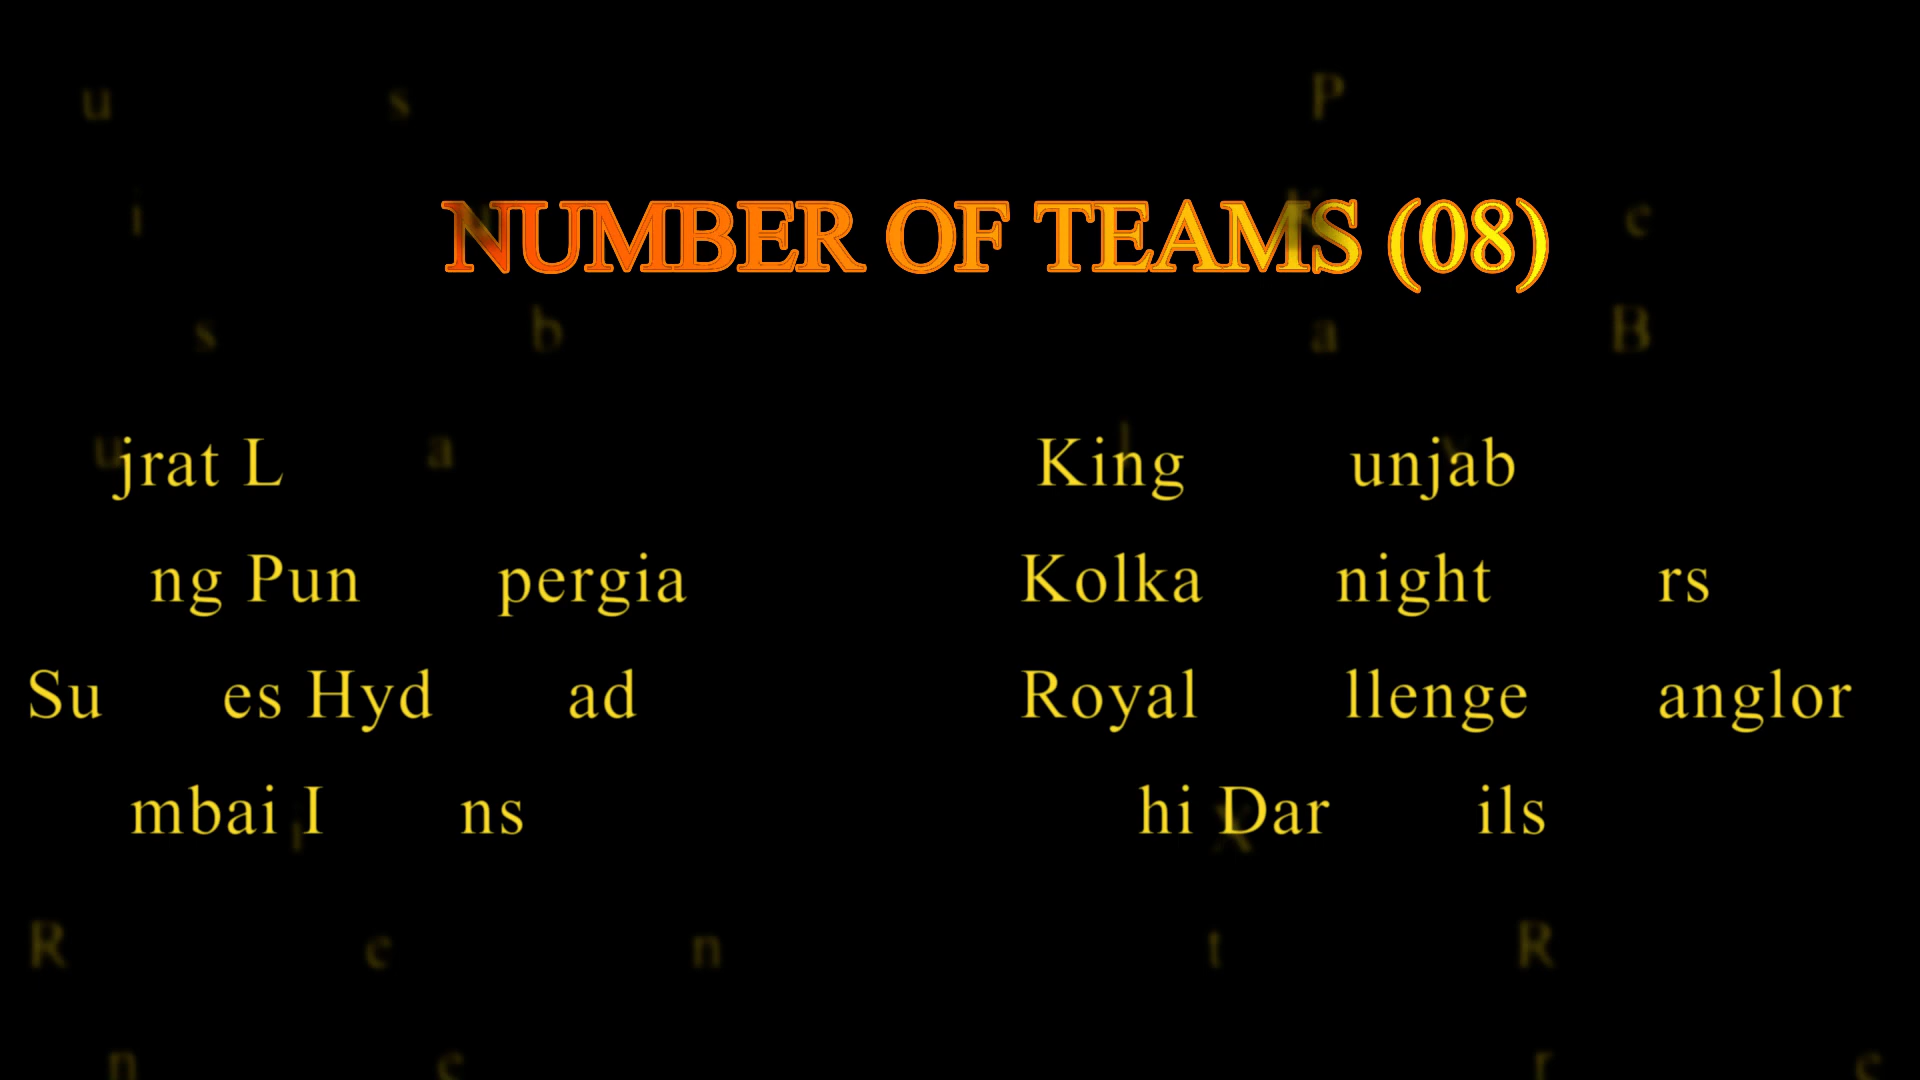 NUMBER OF TEAMS (08)
jrat L
ng Pun pergia
Su es Hyd ad
mbai I ns
King unjab
Kolka night rs
Royal llenge anglor
hi Dar ils